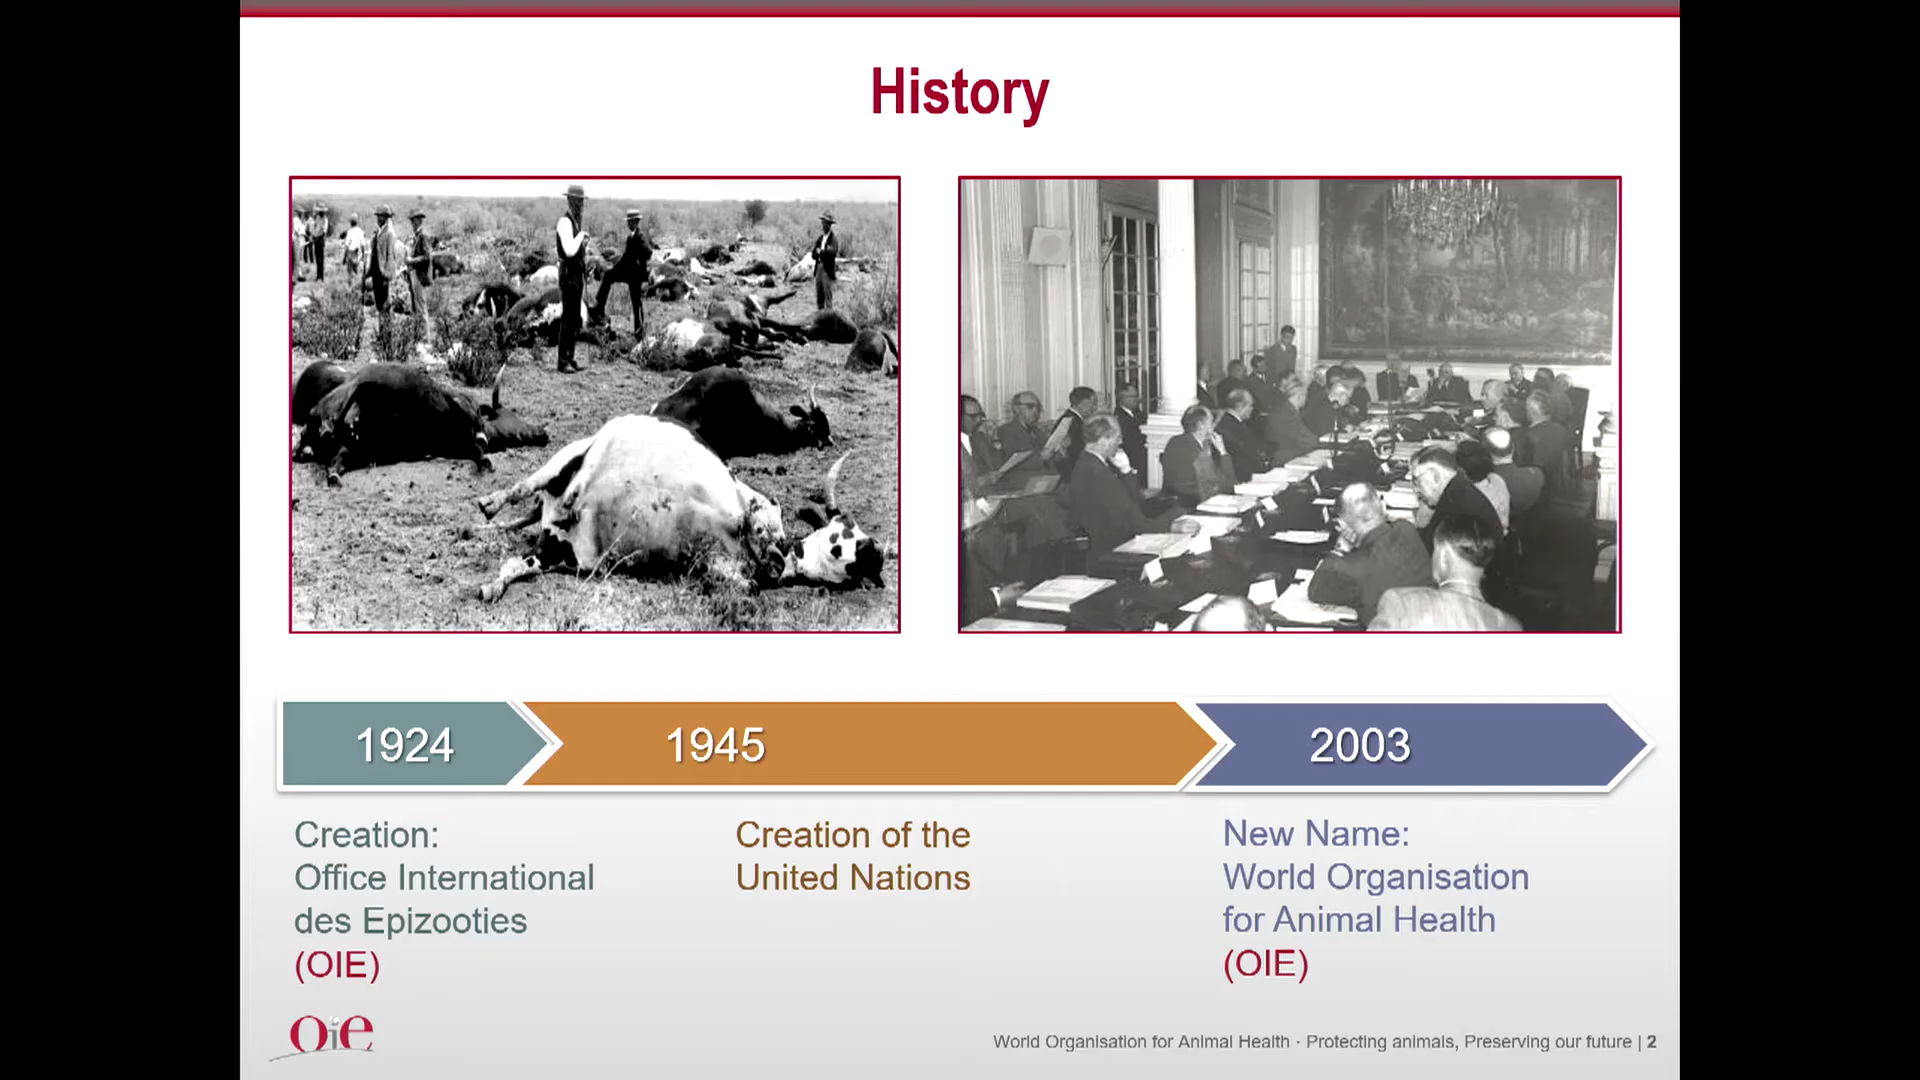 History
1924
1945
2003
Creation:
Office International
des Epizooties
(OIE)
Creation of the
United Nations
New Name:
World Organisation
for Animal Health
(OIE)
oie
World Organisation for Animal Health · Protecting animals, Preserving our future | 2